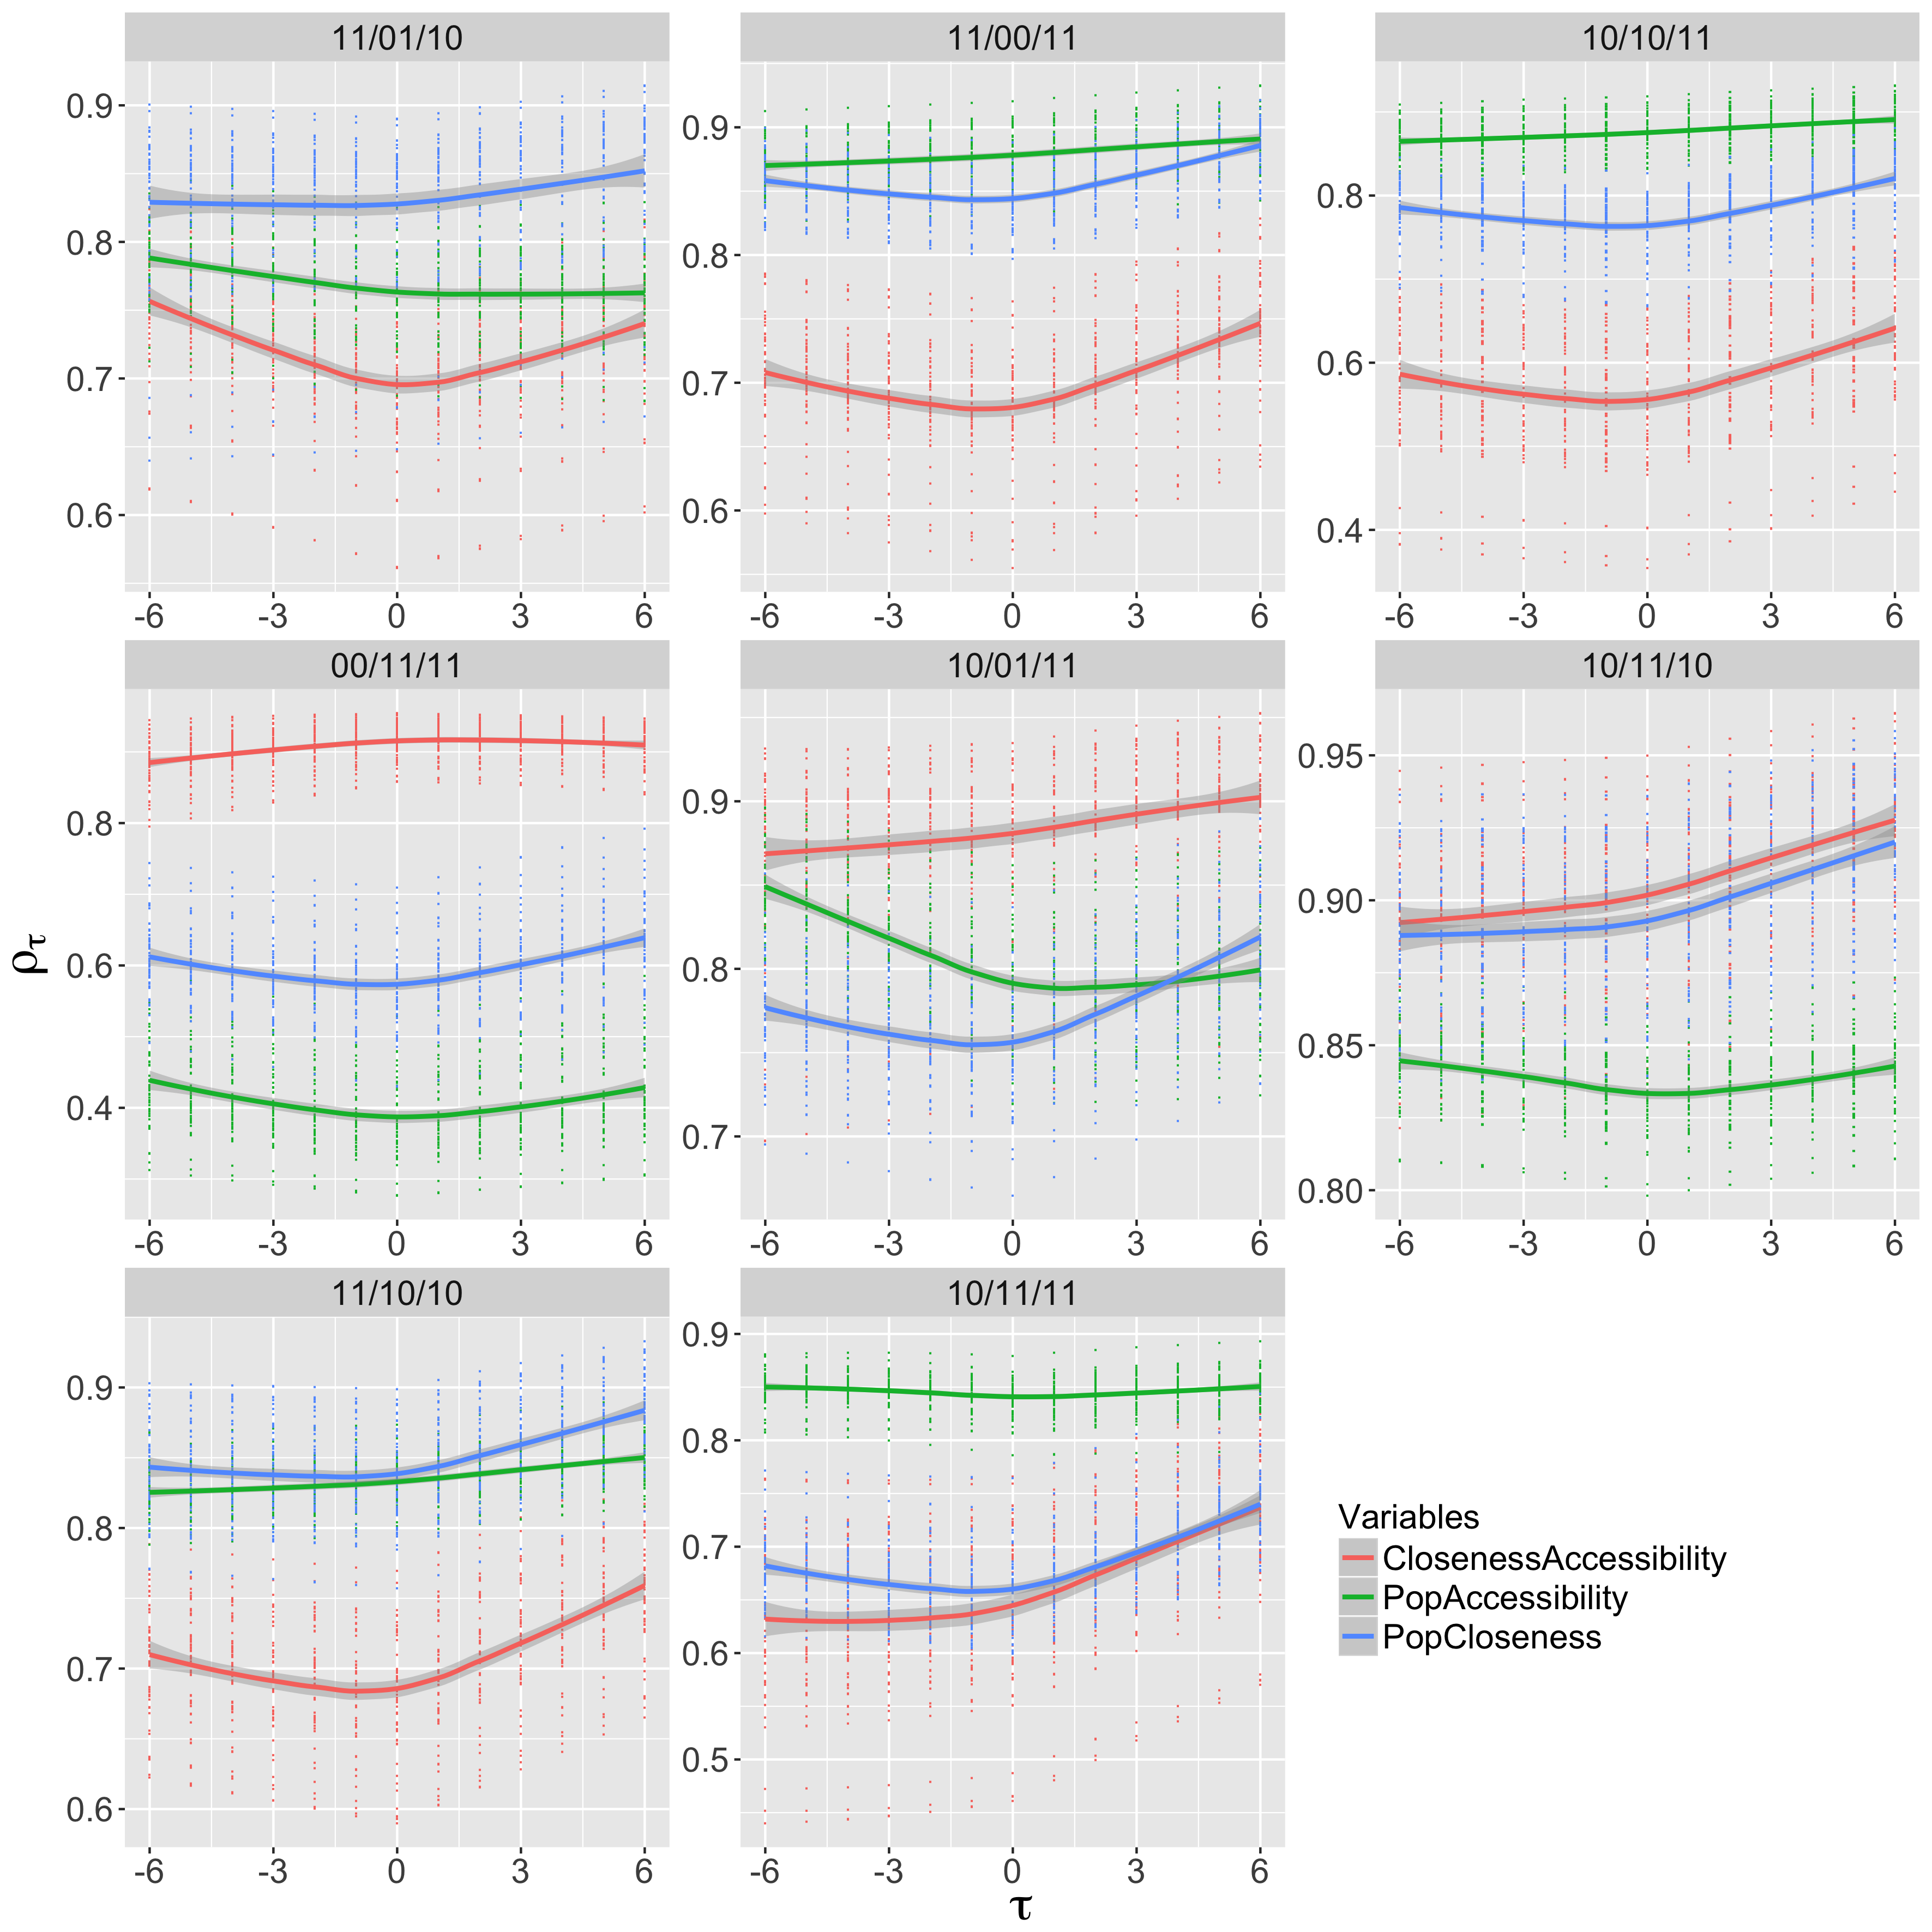 11/01/10 11/00/11 10/10/11
0.9 0.8 0.7 0.6
0.9 0.8 0.7 0.6
0.8 0.6 0.4
-6 -3 0 3 6 -6 -3 0 3 6 -6 -3 0 3 6
00/11/11 10/01/11 10/11/10
0.8 0.6 0.4
0.9 0.8 0.7
0.95 0.90 0.85 0.80
ρτ
-6 -3 0 3 6 -6 -3 0 3 6 -6 -3 0 3 6
11/10/10 10/11/11
0.9 0.8 0.7 0.6
0.9 0.8 0.7 0.6 0.5
-6 -3 0 3 6 -6 -3 0 3 6
τ
Variables
ClosenessAccessibility
PopAccessibility
PopCloseness